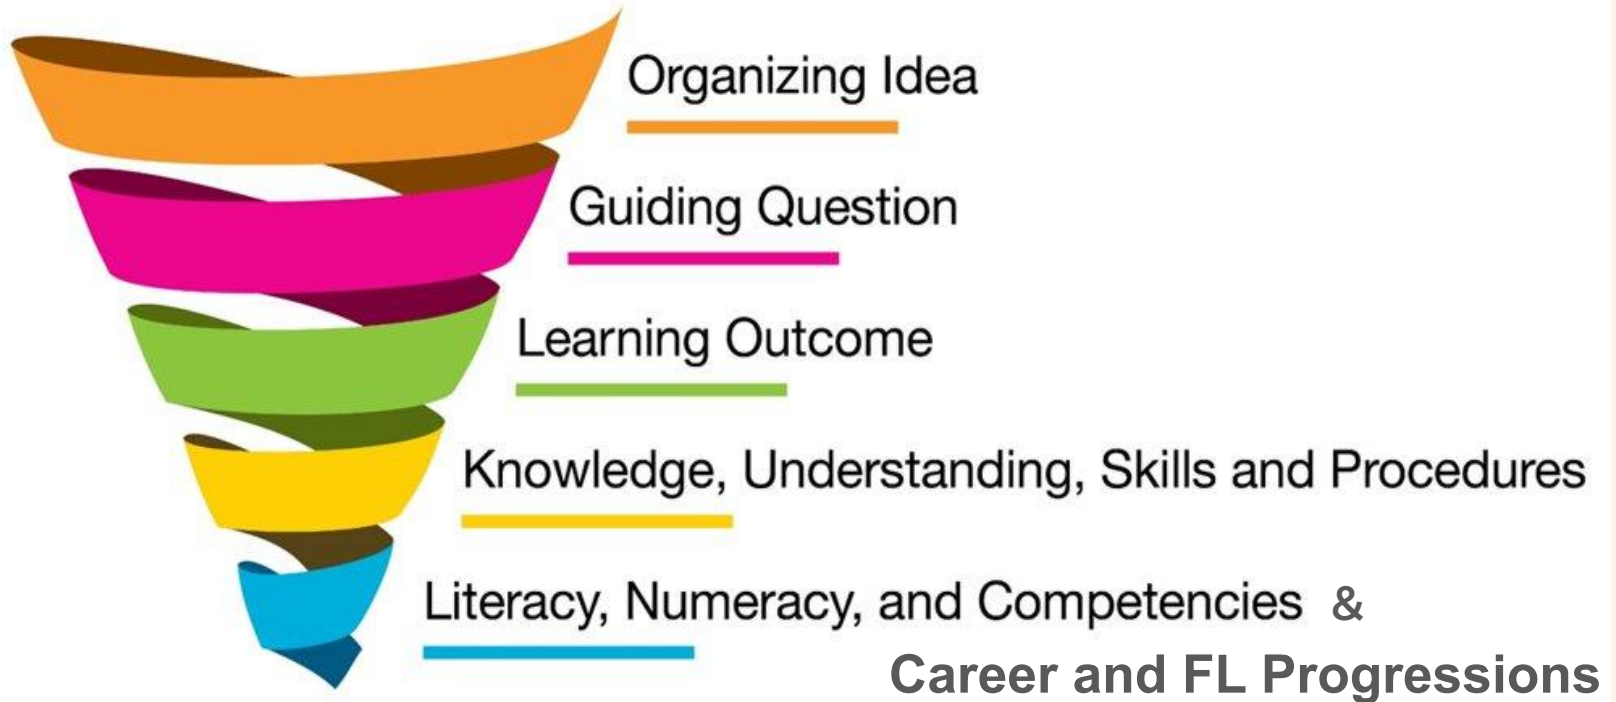 Organizing Idea
Guiding Question
Learning Outcome
Knowledge, Understanding, Skills and Procedures
Literacy, Numeracy, and Competencies &
Career and FL Progressions